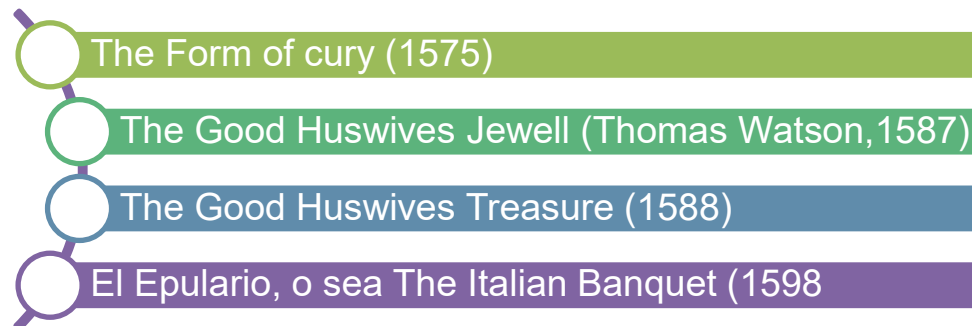 The Form of cury (1575)
The Good Huswives Jewell (Thomas Watson,1587)
The Good Huswives Treasure (1588)
El Epulario, o sea The Italian Banquet (1598